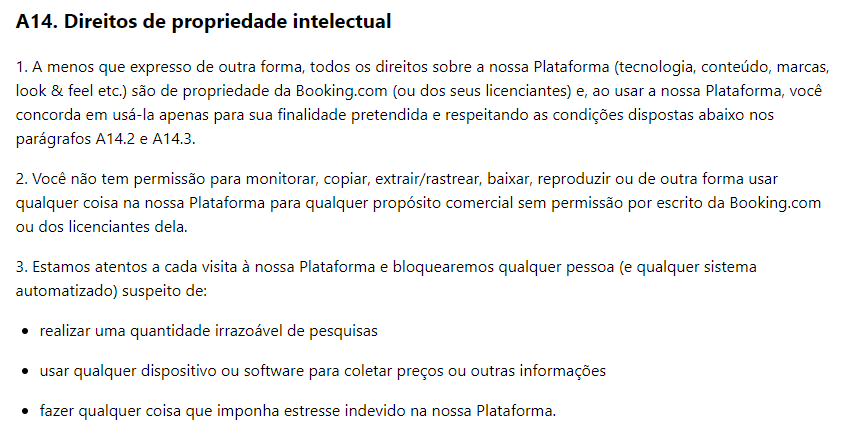 A14. Direitos de propriedade intelectual
1. A menos que expresso de outra forma, todos os direitos sobre a nossa Plataforma (tecnologia, conteúdo, marcas,
look & feel etc.) são de propriedade da Booking.com (ou dos seus licenciantes) e, ao usar a nossa Plataforma, você
concorda em usá-la apenas para sua finalidade pretendida e respeitando as condições dispostas abaixo nos
parágrafos A14.2 e A14.3.
2. Você não tem permissão para monitorar, copiar, extrair/rastrear, baixar, reproduzir ou de outra forma usar
qualquer coisa na nossa Plataforma para qualquer propósito comercial sem permissão por escrito da Booking.com
ou dos licenciantes dela.
3. Estamos atentos a cada visita à nossa Plataforma e bloquearemos qualquer pessoa (e qualquer sistema
automatizado) suspeito de:
• realizar uma quantidade irrazoável de pesquisas
• usar qualquer dispositivo ou software para coletar preços ou outras informações
• fazer qualquer coisa que imponha estresse indevido na nossa Plataforma.